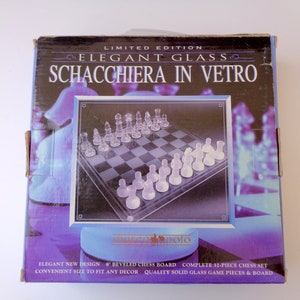 LIMITED EDITION
ELEGANT GLASS
SCHACCHIERA IN VETRO
ELEGANT NEW DESIGN 8" BEVELED CHESS BOARD COMPLETE 32-PIECE CHESS SET
CONVENIENT SIZE TO FIT ANY DECOR QUALITY SOLID GLASS GAME PIECES & BOARD